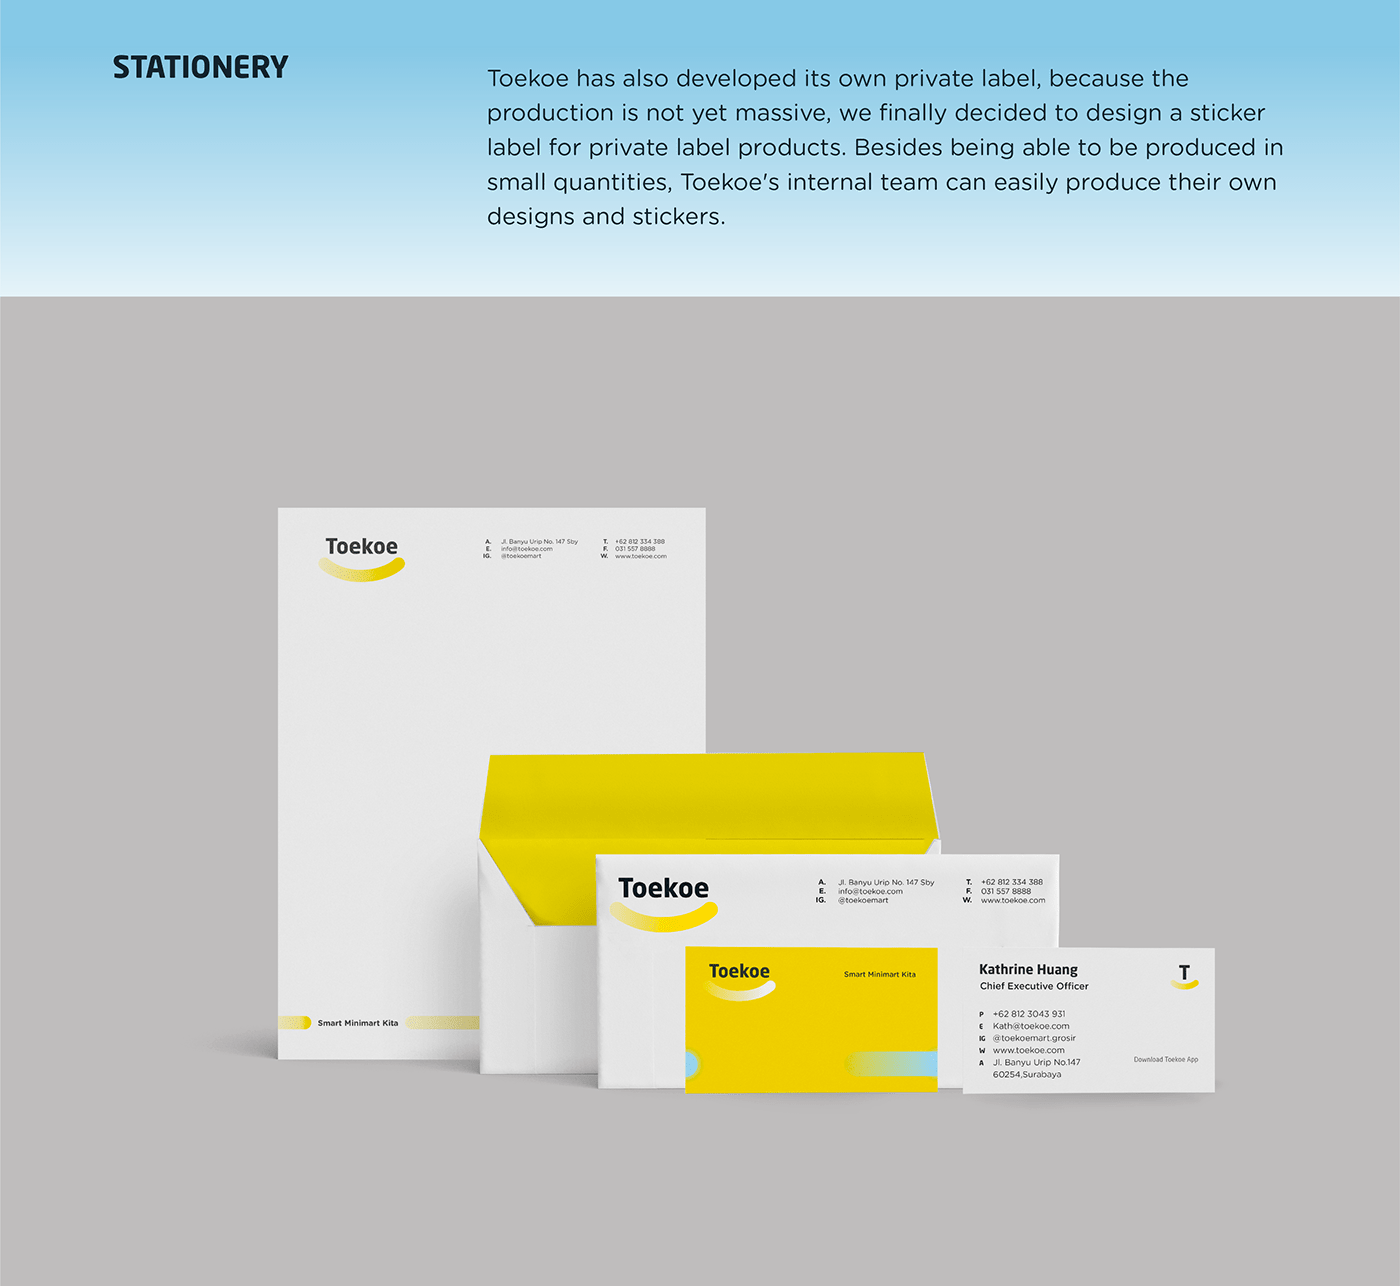 STATIONERY
Toekoe has also developed its own private label, because the
production is not yet massive, we finally decided to design a sticker
label for private label products. Besides being able to be produced in
small quantities, Toekoe's internal team can easily produce their own
designs and stickers.
Toekoe
A. Jl. Banyu Urip No. 147 Sby
E. info@toekoe.com
IG. @toekoemart
T. +62 812 334 388
F. 031 557 8888
W. www.toekoe.com
Smart Minimart Kita
Toekoe
A. Jl. Banyu Urip No. 147 Sby
E. info@toekoe.com
IG. @toekoemart
T. +62 812 334 388
F. 031 557 8888
W. www.toekoe.com
Toekoe
Smart Minimart Kita
Kathrine Huang
Chief Executive Officer
T
P +62 812 3043 931
E Kath@toekoe.com
IG @toekoemart.grosir
W www.toekoe.com
A Jl. Banyu Urip No.147
60254,Surabaya
Download Toekoe App